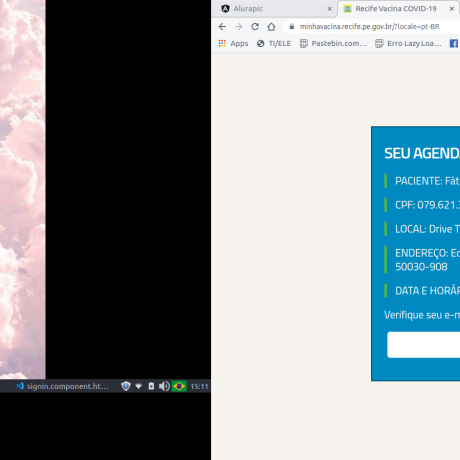 Alurapic
Recife Vacina COVID-19
minhavacina.recife.pe.gov.br/?locale=pt-BR
Apps
TI/ELE
Pastebin.com...
Erro Lazy Loa...
SEU AGEND
PACIENTE: Fát
CPF: 079.621.
LOCAL: Drive T
ENDEREÇO: Ec
50030-908
DATA E HORÁR
Verifique seu e-m
signin.component.ht...
15:11